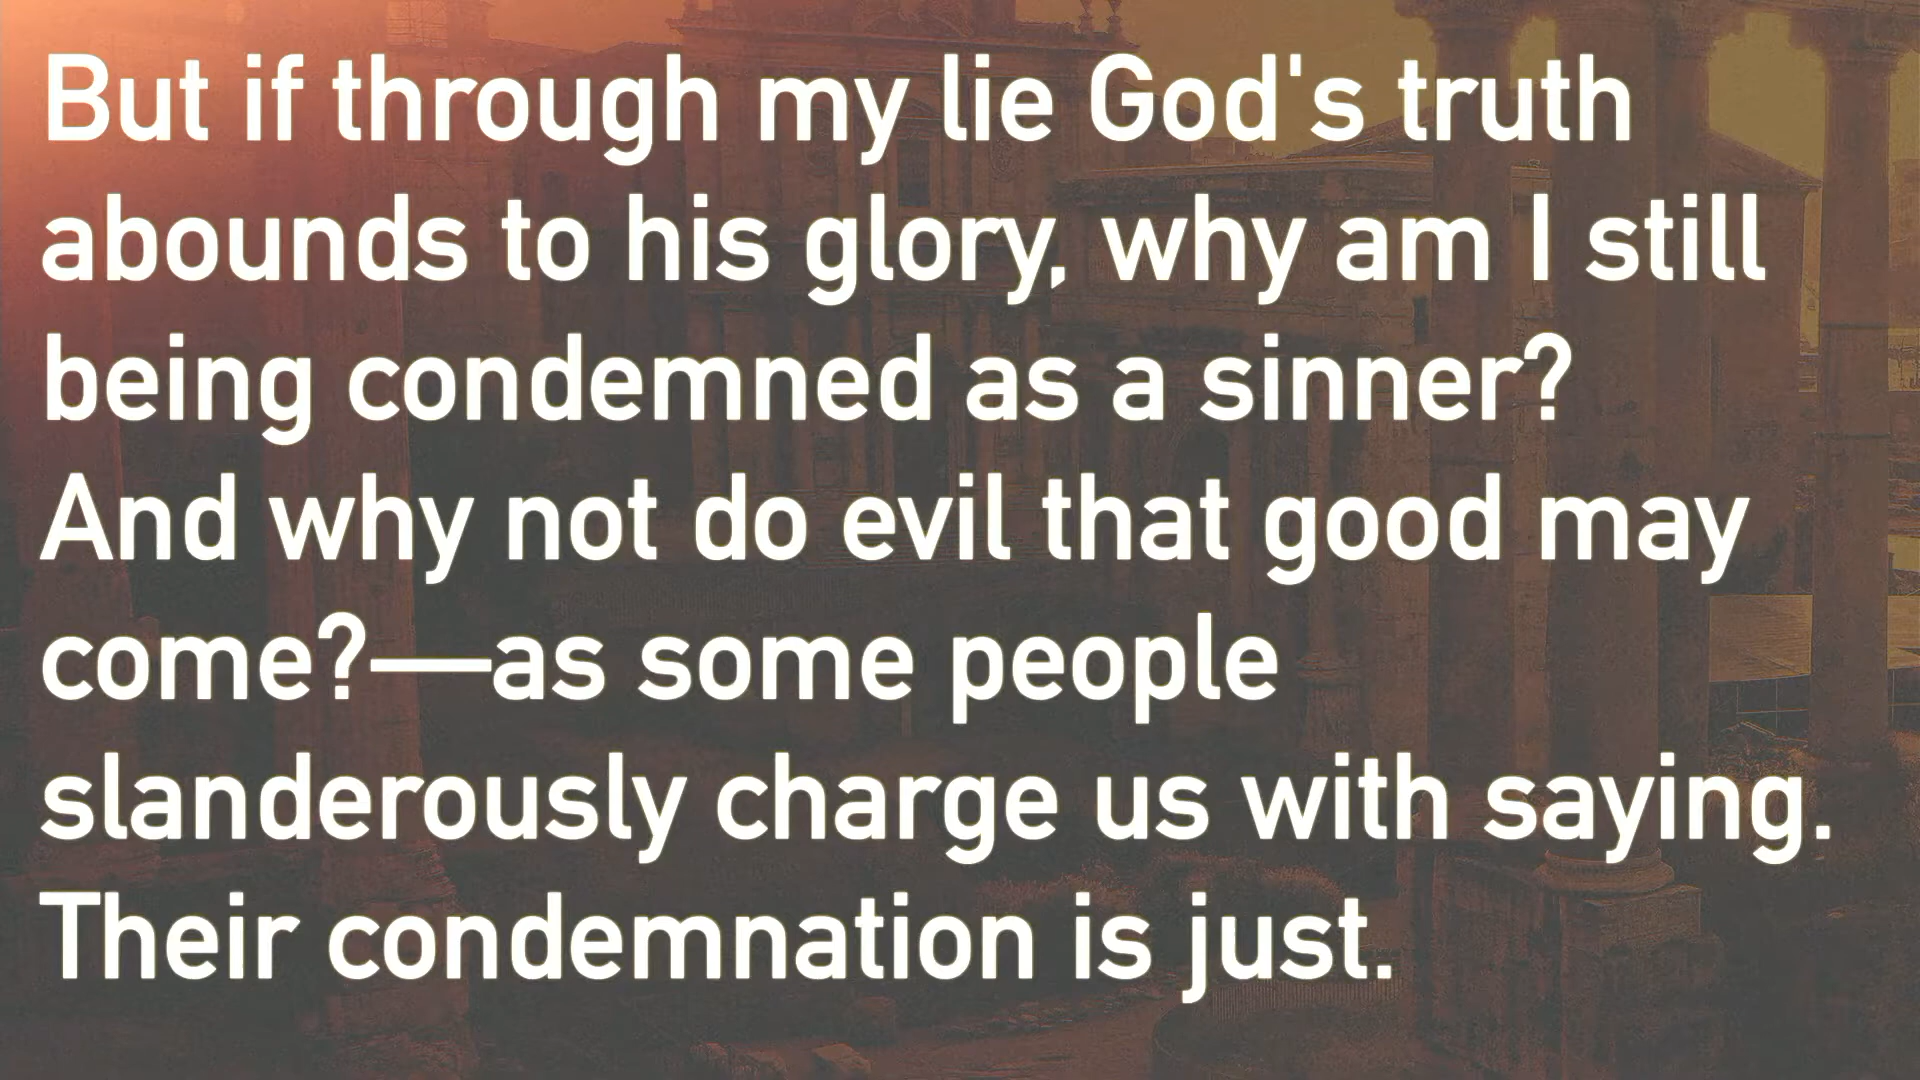 But if through my lie God's truth
abounds to his glory, why am I still
being condemned as a sinner?
And why not do evil that good may
come?—as some people
slanderously charge us with saying.
Their condemnation is just.